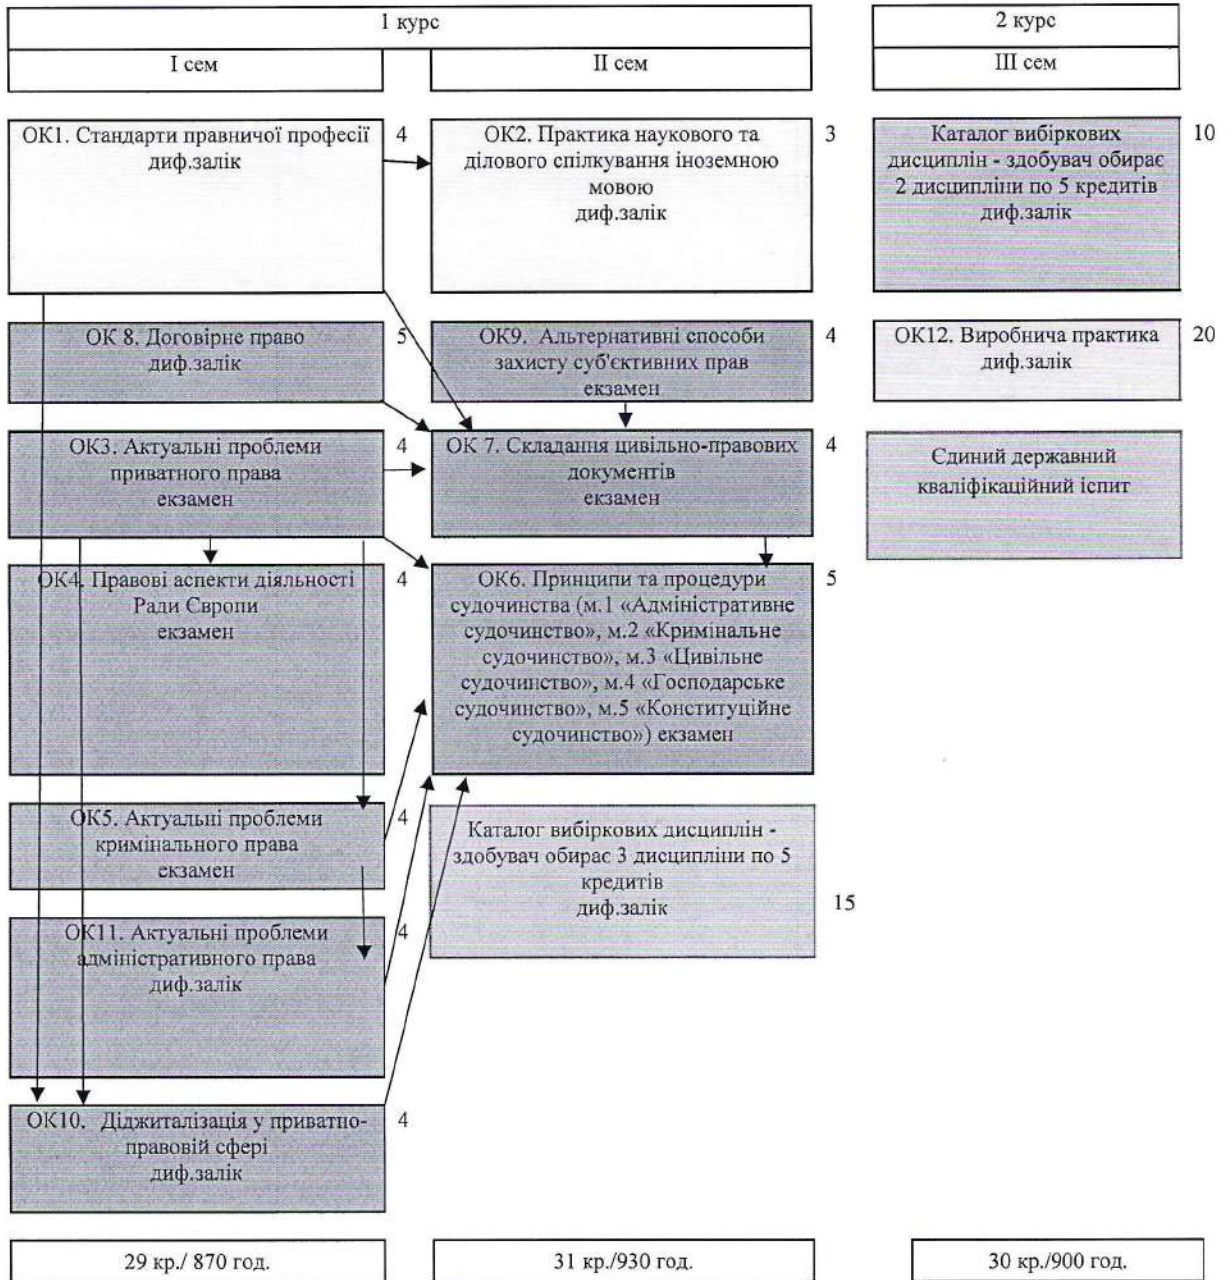 1 курс
І сем
ІІ сем
2 курс
ІІІ сем
ОК1. Стандарти правничої професії
диф.залік
4
ОК2. Практика наукового та
ділового спілкування іноземною
мовою
диф.залік
3
Каталог вибіркових
дисциплін - здобувач обирає
2 дисципліни по 5 кредитів
диф.залік
10
ОК 8. Договірне право
диф.залік
5
ОК9. Альтернативні способи
захисту суб'єктивних прав
екзамен
4
ОК12. Виробнича практика
диф.залік
20
ОК3. Актуальні проблеми
приватного права
екзамен
4
ОК 7. Складання цивільно-правових
документів
екзамен
4
Єдиний державний
кваліфікаційний іспит
ОК4. Правові аспекти діяльності
Ради Європи
екзамен
4
ОК6. Принципи та процедури
судочинства (м.1 «Адміністративне
судочинство», м.2 «Кримінальне
судочинство», м.3 «Цивільне
судочинство», м.4 «Господарське
судочинство», м.5 «Конституційне
судочинство») екзамен
5
ОК5. Актуальні проблеми
кримінального права
екзамен
4
Каталог вибіркових дисциплін -
здобувач обирає 3 дисципліни по 5
кредитів
диф.залік
15
ОК11. Актуальні проблеми
адміністративного права
диф.залік
4
ОК10. Діджиталізація у приватно-
правовій сфері
диф.залік
4
29 кр./ 870 год.
31 кр./930 год.
30 кр./900 год.